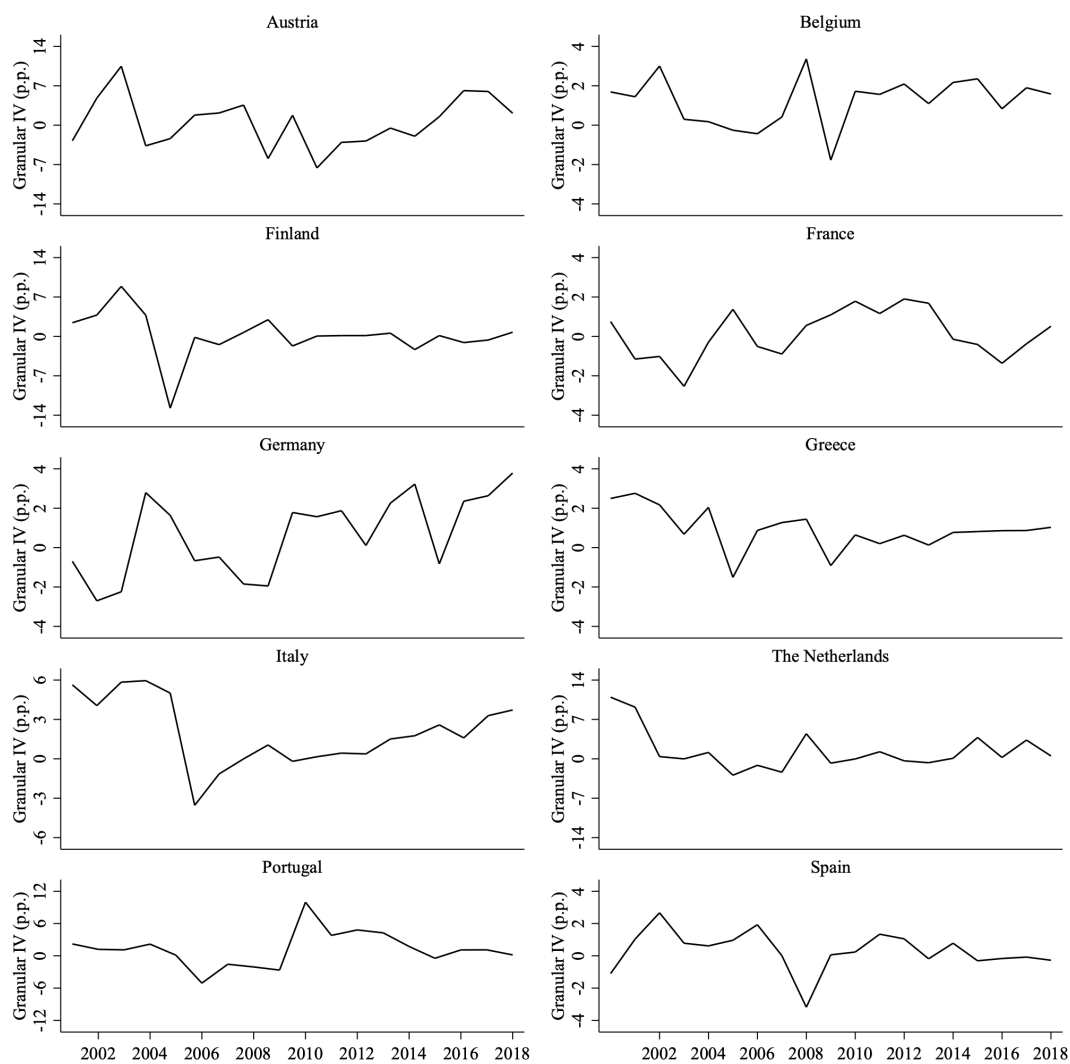 Austria
Granular IV (p.p.)
14
7
0
-7
-14
Belgium
Granular IV (p.p.)
4
2
0
-2
-4
Finland
Granular IV (p.p.)
14
7
0
-7
-14
France
Granular IV (p.p.)
4
2
0
-2
-4
Germany
Granular IV (p.p.)
4
2
0
-2
-4
Greece
Granular IV (p.p.)
4
2
0
-2
-4
Italy
Granular IV (p.p.)
6
3
0
-3
-6
The Netherlands
Granular IV (p.p.)
14
7
0
-7
-14
Portugal
Granular IV (p.p.)
12
6
0
-6
-12
2002 2004 2006 2008 2010 2012 2014 2016 2018
Spain
Granular IV (p.p.)
4
2
0
-2
-4
2002 2004 2006 2008 2010 2012 2014 2016 2018